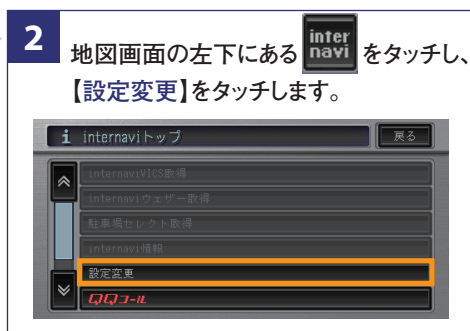 2
地図画面の左下にある inter navi をタッチし、
【設定変更】をタッチします。
i internaviトップ 戻る
internaviVICS取得
internaviウェザー取得
駐車場セレクト取得
internavi情報
設定変更
QQコール